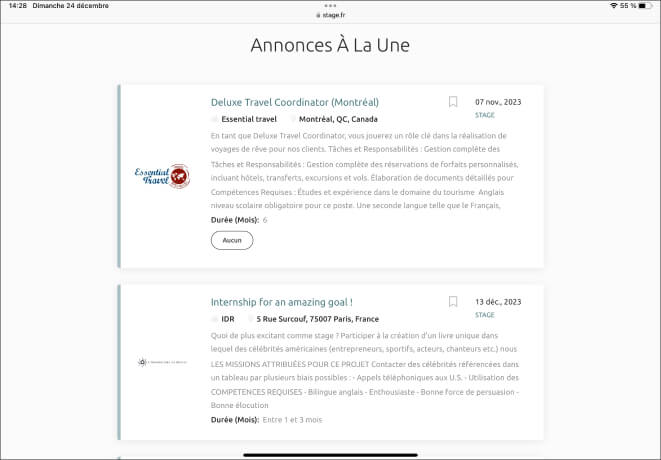 14:28 Dimanche 24 décembre
55 %
stage.fr
Annonces À La Une
Deluxe Travel Coordinator (Montréal)
07 nov., 2023
Essential travel Montréal, QC, Canada
STAGE
En tant que Deluxe Travel Coordinator, vous jouerez un rôle clé dans la réalisation de
voyages de rêve pour nos clients. Tâches et Responsabilités : Gestion complète des
Tâches et Responsabilités : Gestion complète des réservations de forfaits personnalisés,
incluant hôtels, transferts, excursions et vols. Élaboration de documents détaillés pour
Essential
Travel
Compétences Requises : Études et expérience dans le domaine du tourisme Anglais
niveau scolaire obligatoire pour ce poste. Une seconde langue telle que le Français,
Durée (Mois): 6
Aucun
Internship for an amazing goal !
13 déc., 2023
IDR 5 Rue Surcouf, 75007 Paris, France
STAGE
Quoi de plus excitant comme stage ? Participer à la création d'un livre unique dans
lequel des célébrités américaines (entrepreneurs, sportifs, acteurs, chanteurs etc.) nous
LES MISSIONS ATTRIBUÉES POUR CE PROJET Contacter des célébrités référencées dans
un tableau par plusieurs biais possibles : - Appels téléphoniques aux U.S. - Utilisation des
COMPETENCES REQUISES - Bilingue anglais - Enthousiaste - Bonne force de persuasion -
Bonne élocution
Durée (Mois): Entre 1 et 3 mois